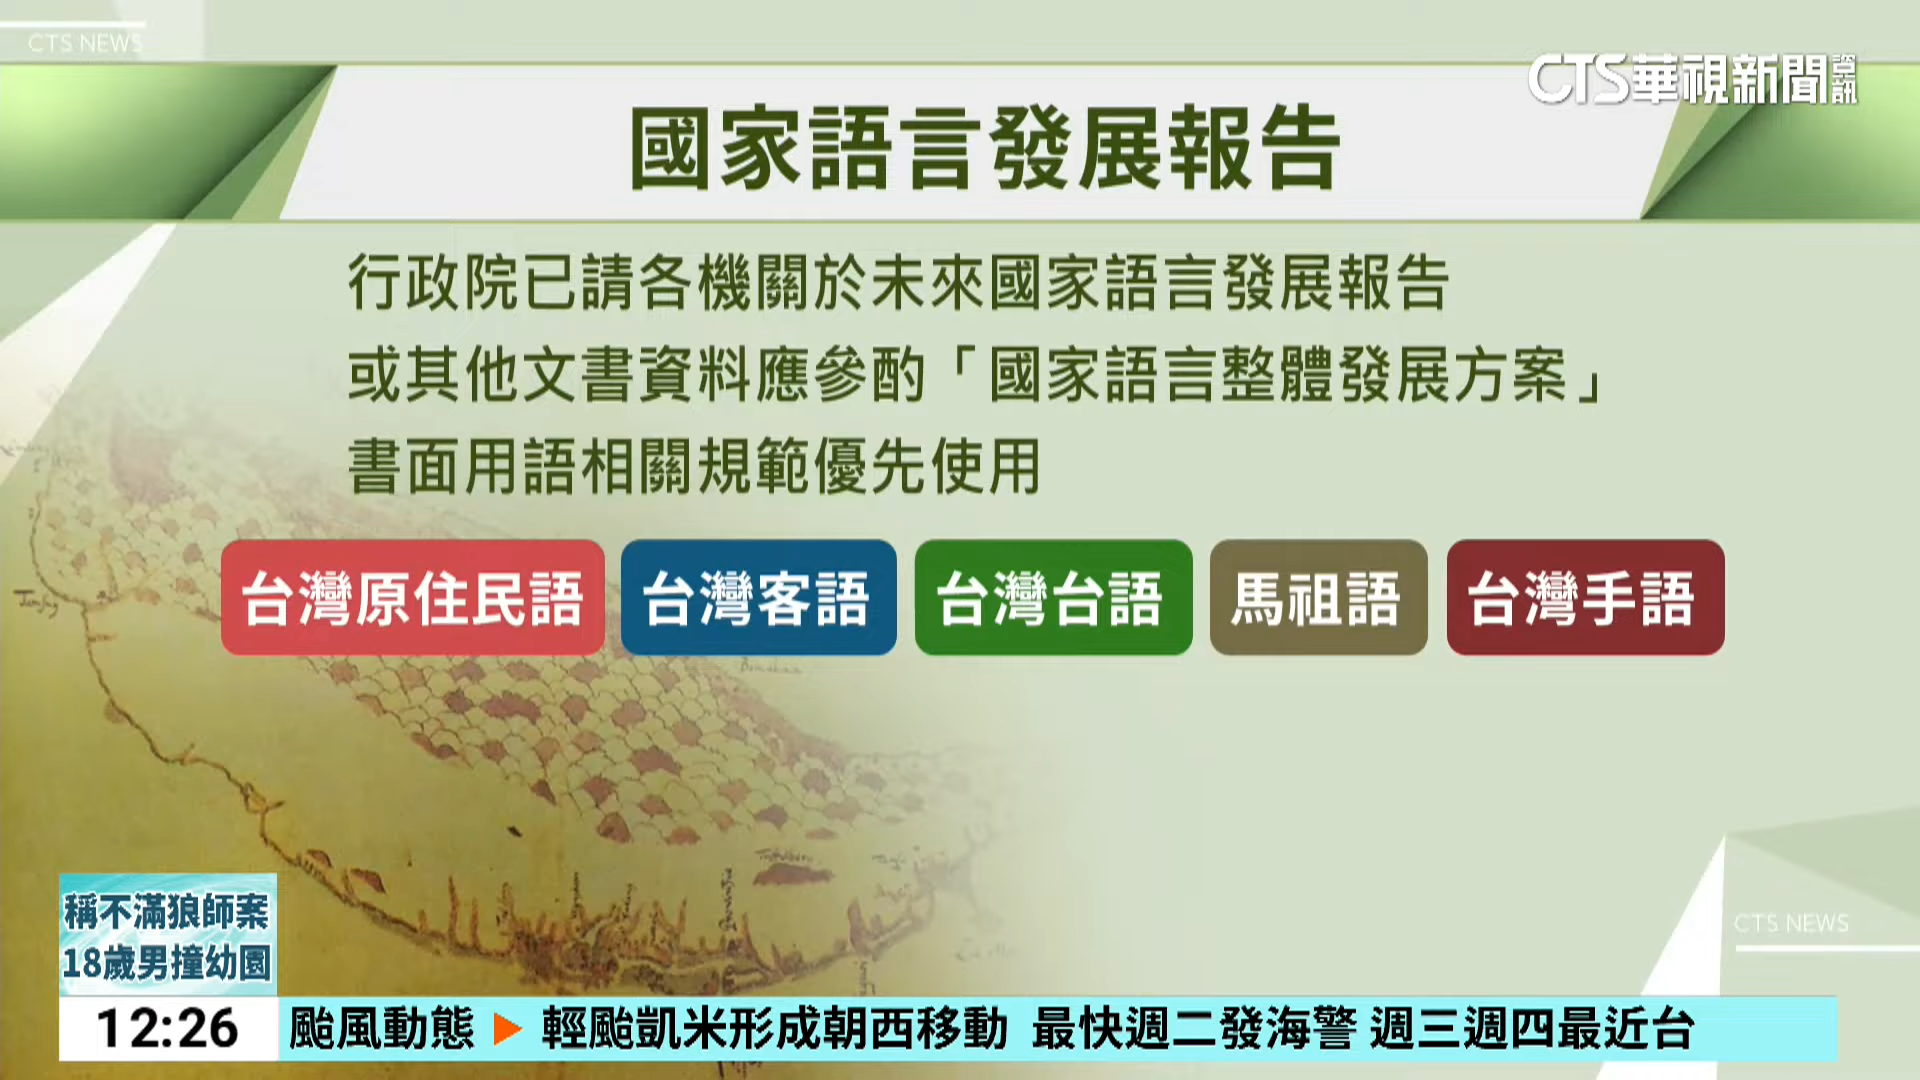 CTS NEWS
CTS華視新聞資訊
國家語言發展報告
行政院已請各機關於未來國家語言發展報告
或其他文書資料應參酌「國家語言整體發展方案」
書面用語相關規範優先使用
台灣原住民語 台灣客語 台灣台語 馬祖語 台灣手語
CTS NEWS
稱不滿狼師案
18歲男撞幼園
12:26 颱風動態 ▶ 輕颱凱米形成朝西移動 最快週二發海警 週三週四最近台